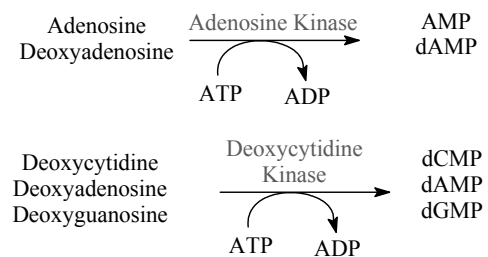 Adenosine
Deoxyadenosine
Adenosine Kinase
ATP
ADP
AMP
dAMP
Deoxycytidine
Deoxyadenosine
Deoxyguanosine
Deoxycytidine
Kinase
ATP
ADP
dCMP
dAMP
dGMP